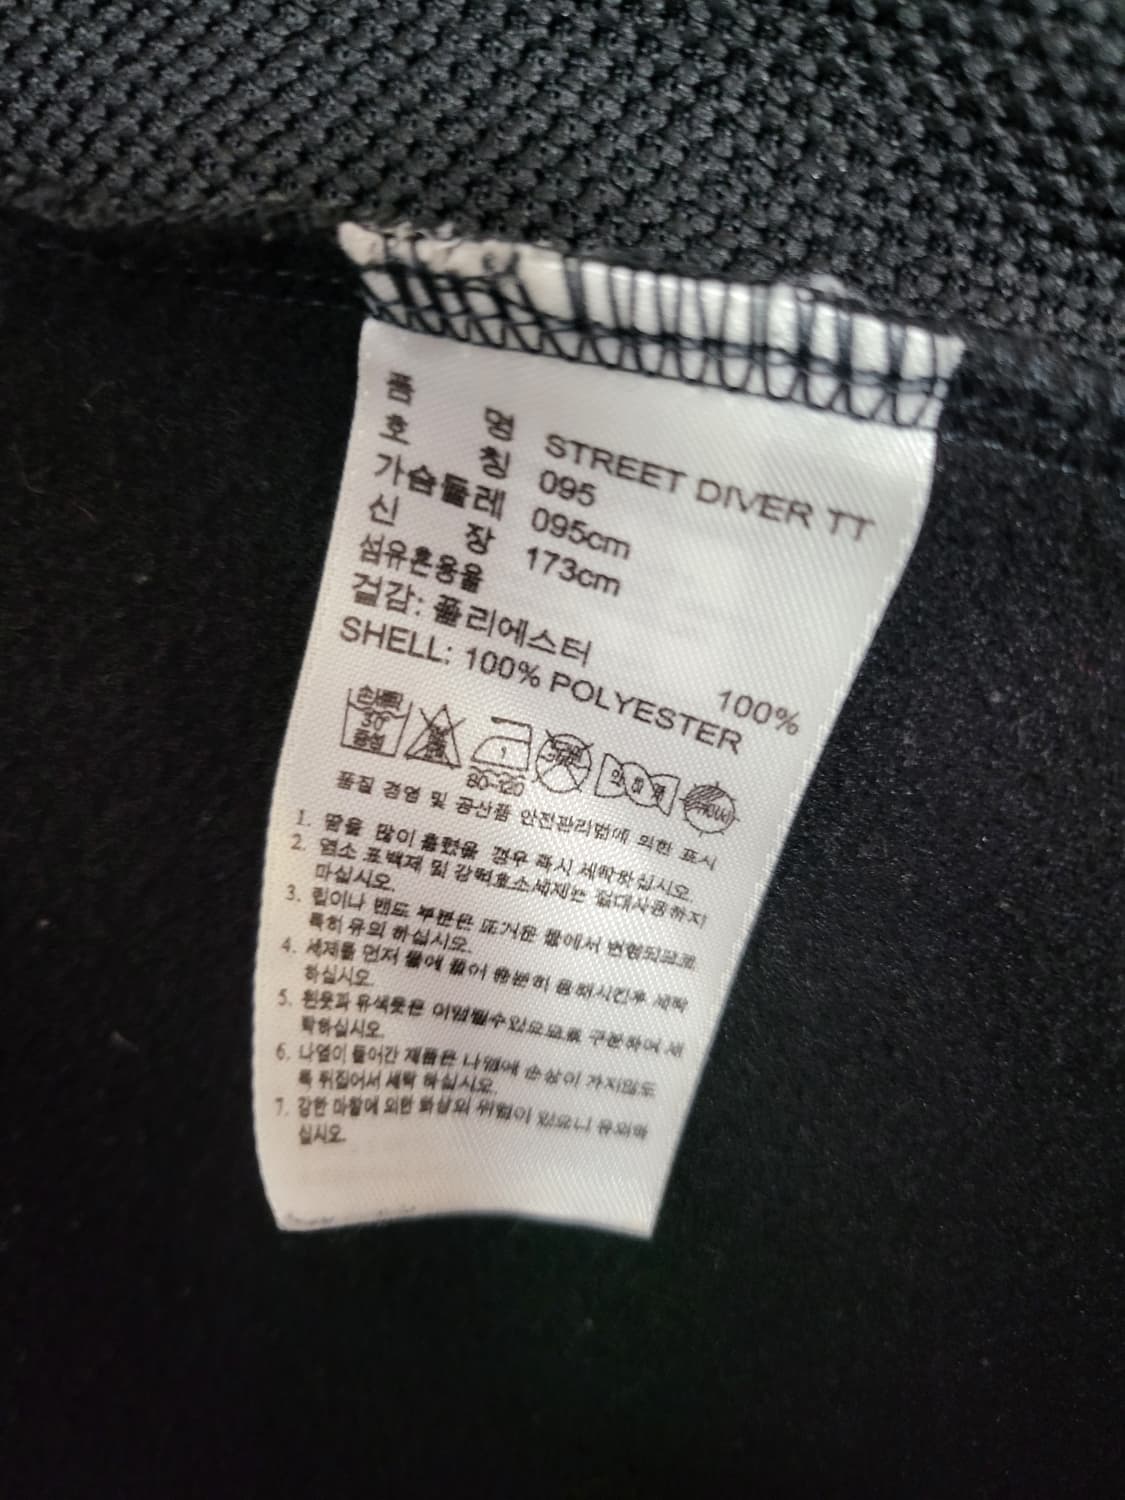 품 명 STREET DIVER TT
호 칭 095
가슴둘레 095cm
신 장 173cm
섬유혼용율
겉감: 폴리에스터 100%
SHELL: 100% POLYESTER
손세탁
30°
중성
80~120
품질 경영 및 공산품 안전관리법에 의한 표시
1. 땀을 많이 흘렸을 경우 즉시 세탁하십시오.
2. 염소 표백제 및 강력효소세제는 절대사용하지
마십시오.
3. 립이나 밴드 부분은 뜨거운 물에서 변형되므로
특히 유의 하십시오.
4. 세제를 먼저 물에 풀어 충분히 용해시킨후 세탁
하십시오.
5. 흰옷과 유색옷은 이염될수있으므로 구분하여 세
탁하십시오.
6. 나염이 들어간 제품은 나염에 손상이 가지않도
록 뒤집어서 세탁 하십시오.
7. 강한 마찰에 의한 화상의 위험이 있으니 유의하
십시오.